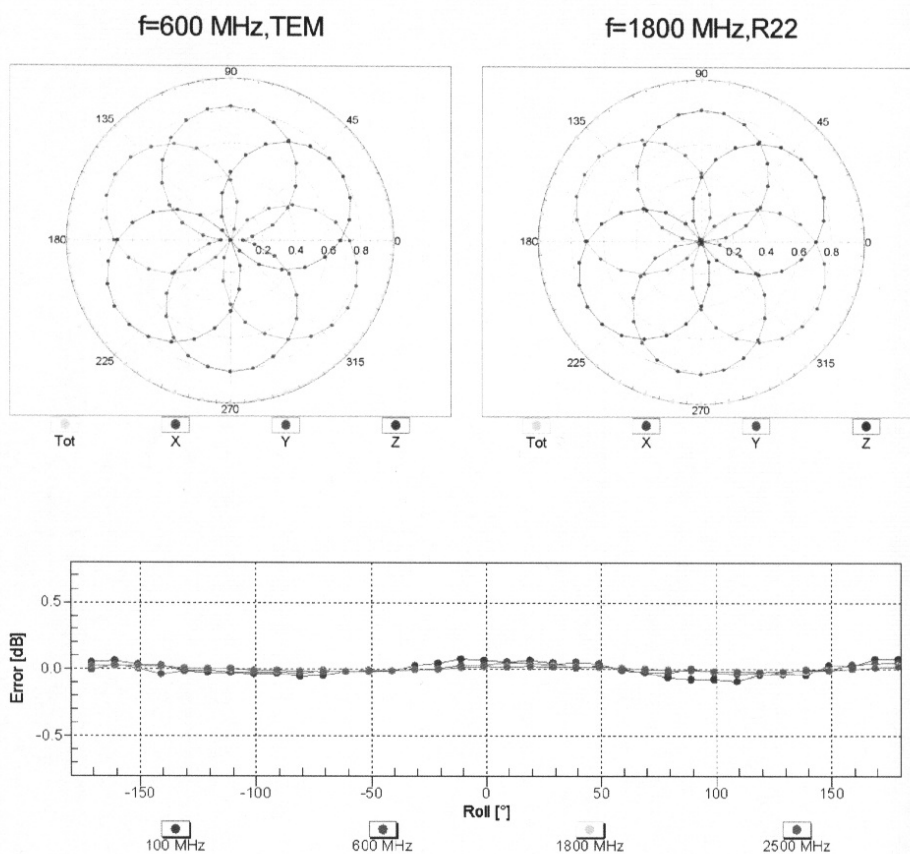 f=600 MHz,TEM
f=1800 MHz,R22
90
90
135
45
135
45
180
0.2 0.4 0.6 0.8
0
180
0.2 0.4 0.6 0.8
0
225
315
225
315
270
270
Tot X Y Z
Tot X Y Z
0.5
0.0
-0.5
Error [dB]
-150 -100 -50 0 50 100 150
Roll [°]
100 MHz 600 MHz 1800 MHz 2500 MHz